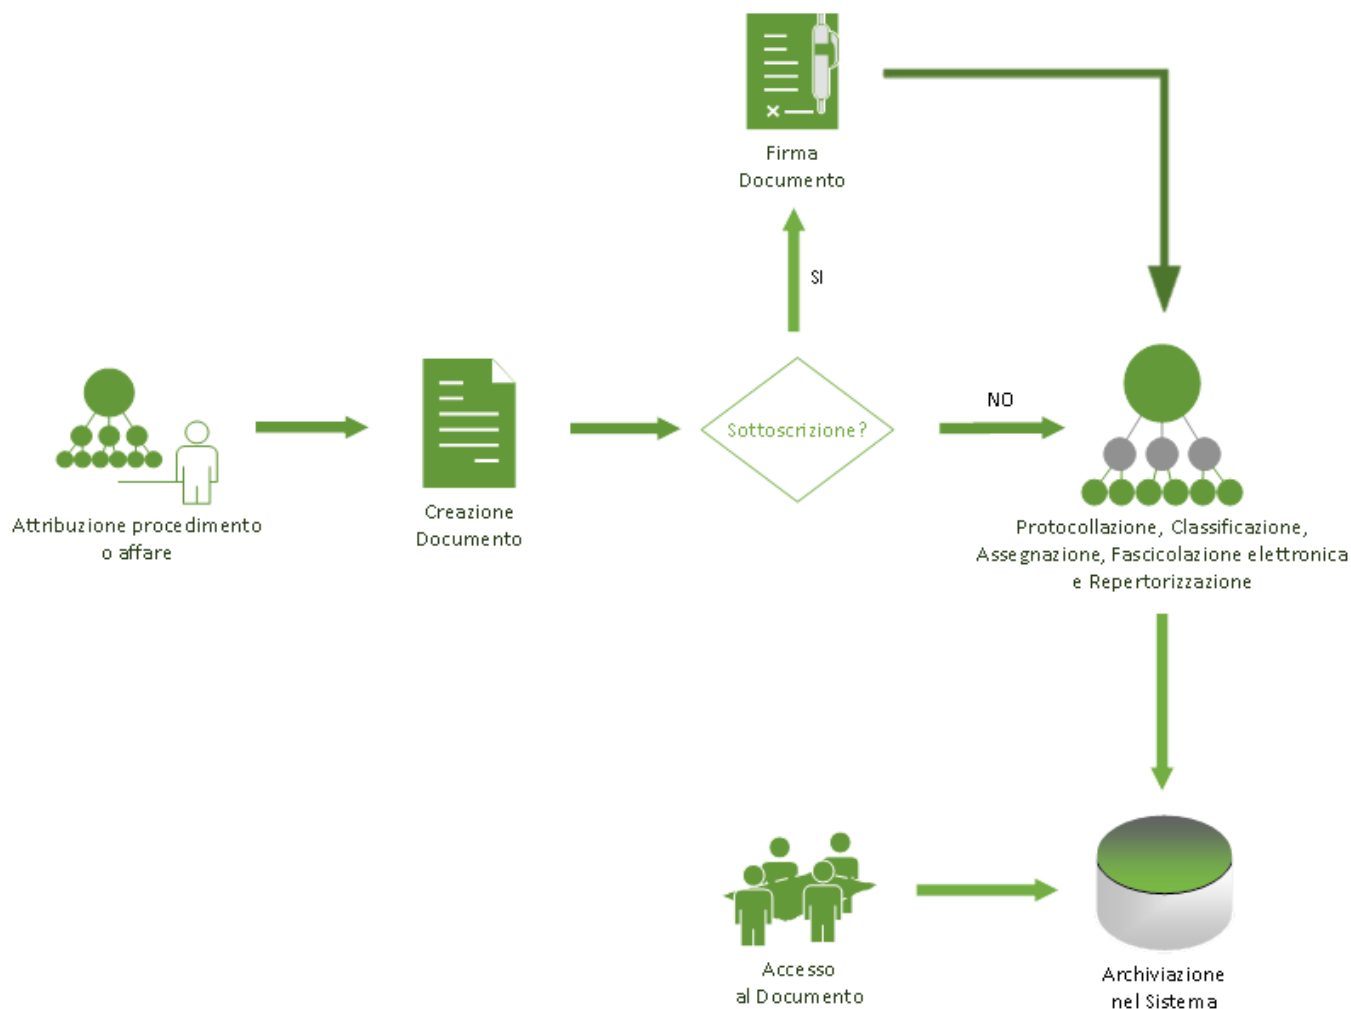 Firma
Documento
SI
Attribuzione procedimento
o affare
Creazione
Documento
Sottoscrizione?
NO
Protocollazione, Classificazione,
Assegnazione, Fascicolazione elettronica
e Repertorizzazione
Accesso
al Documento
Archiviazione
nel Sistema